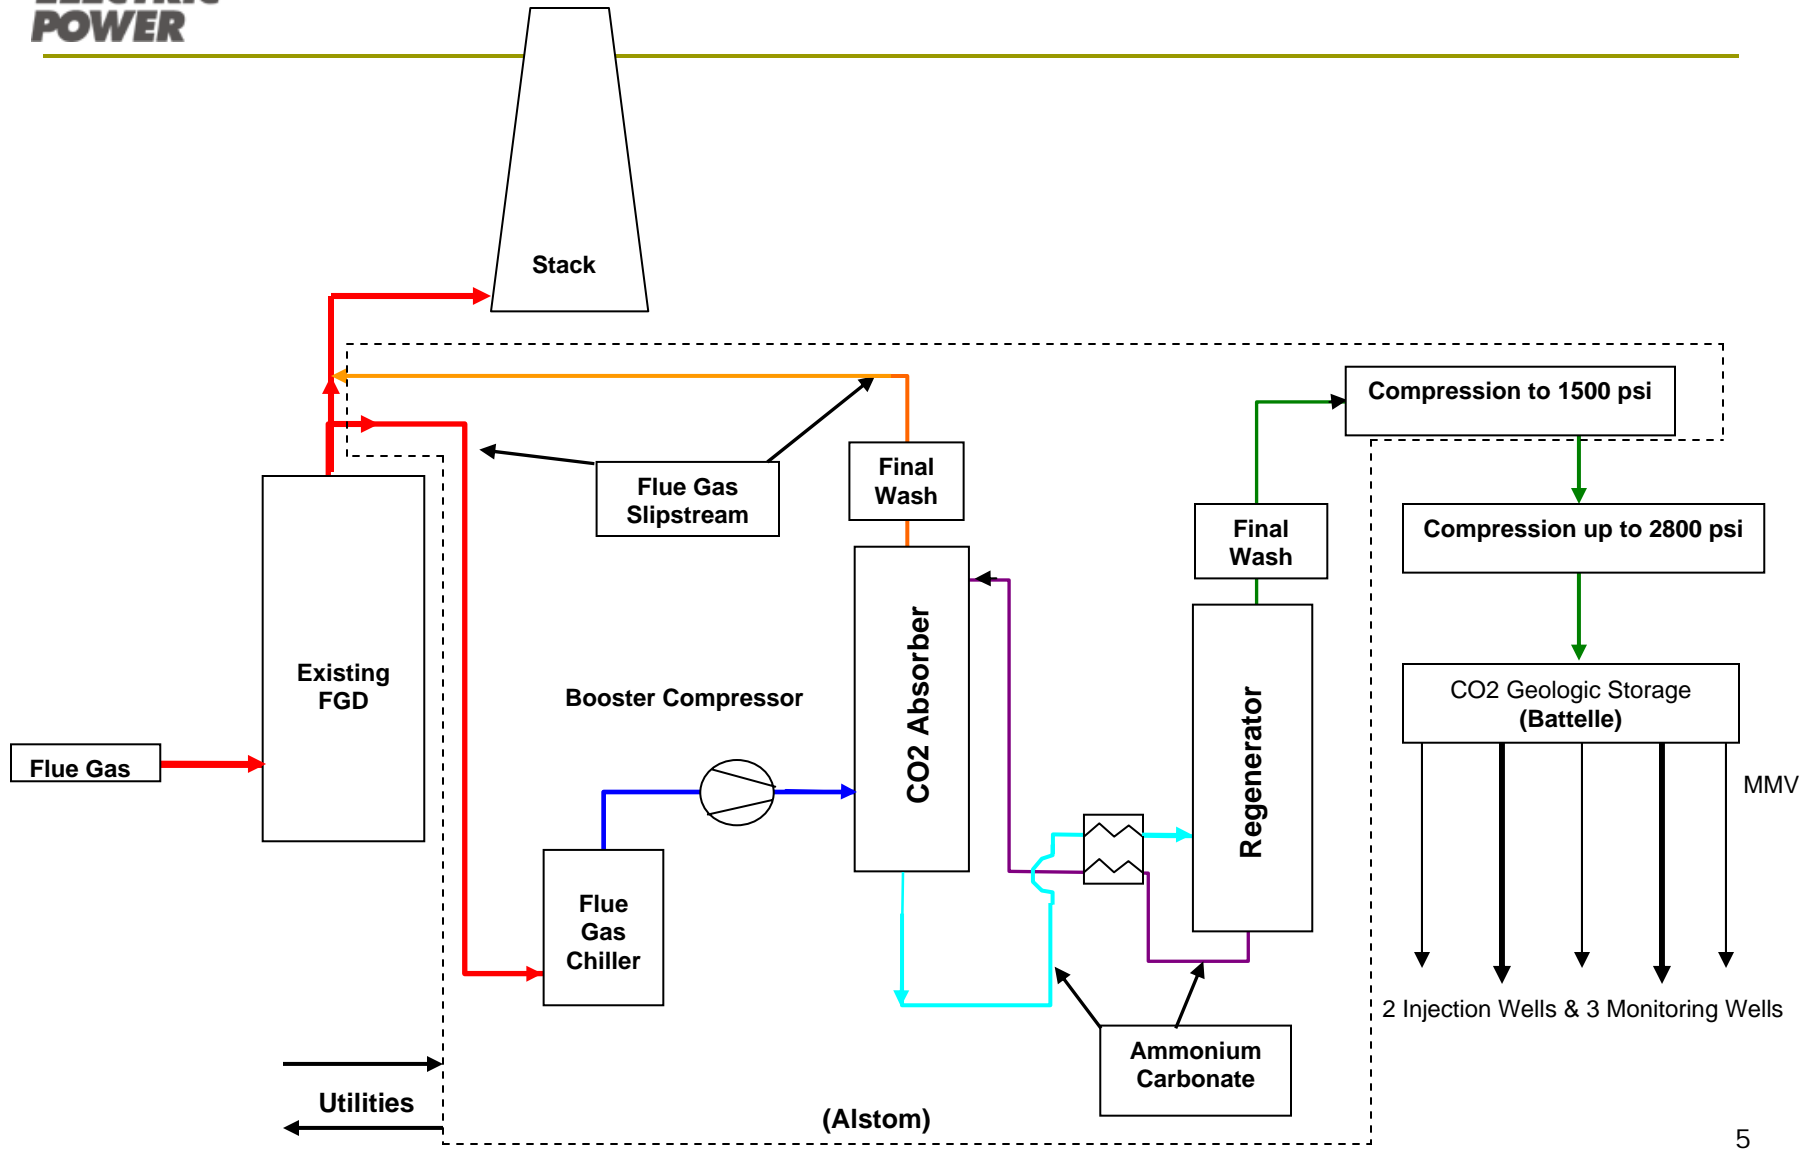 POWER
Stack
Compression to 1500 psi
Final
Wash
Flue Gas
Slipstream
Final
Wash
Compression up to 2800 psi
Existing
FGD
Booster Compressor
CO2 Absorber
Regenerator
CO2 Geologic Storage
(Battelle)
Flue Gas
MMV
Flue
Gas
Chiller
2 Injection Wells & 3 Monitoring Wells
Ammonium
Carbonate
Utilities
(Alstom)
5